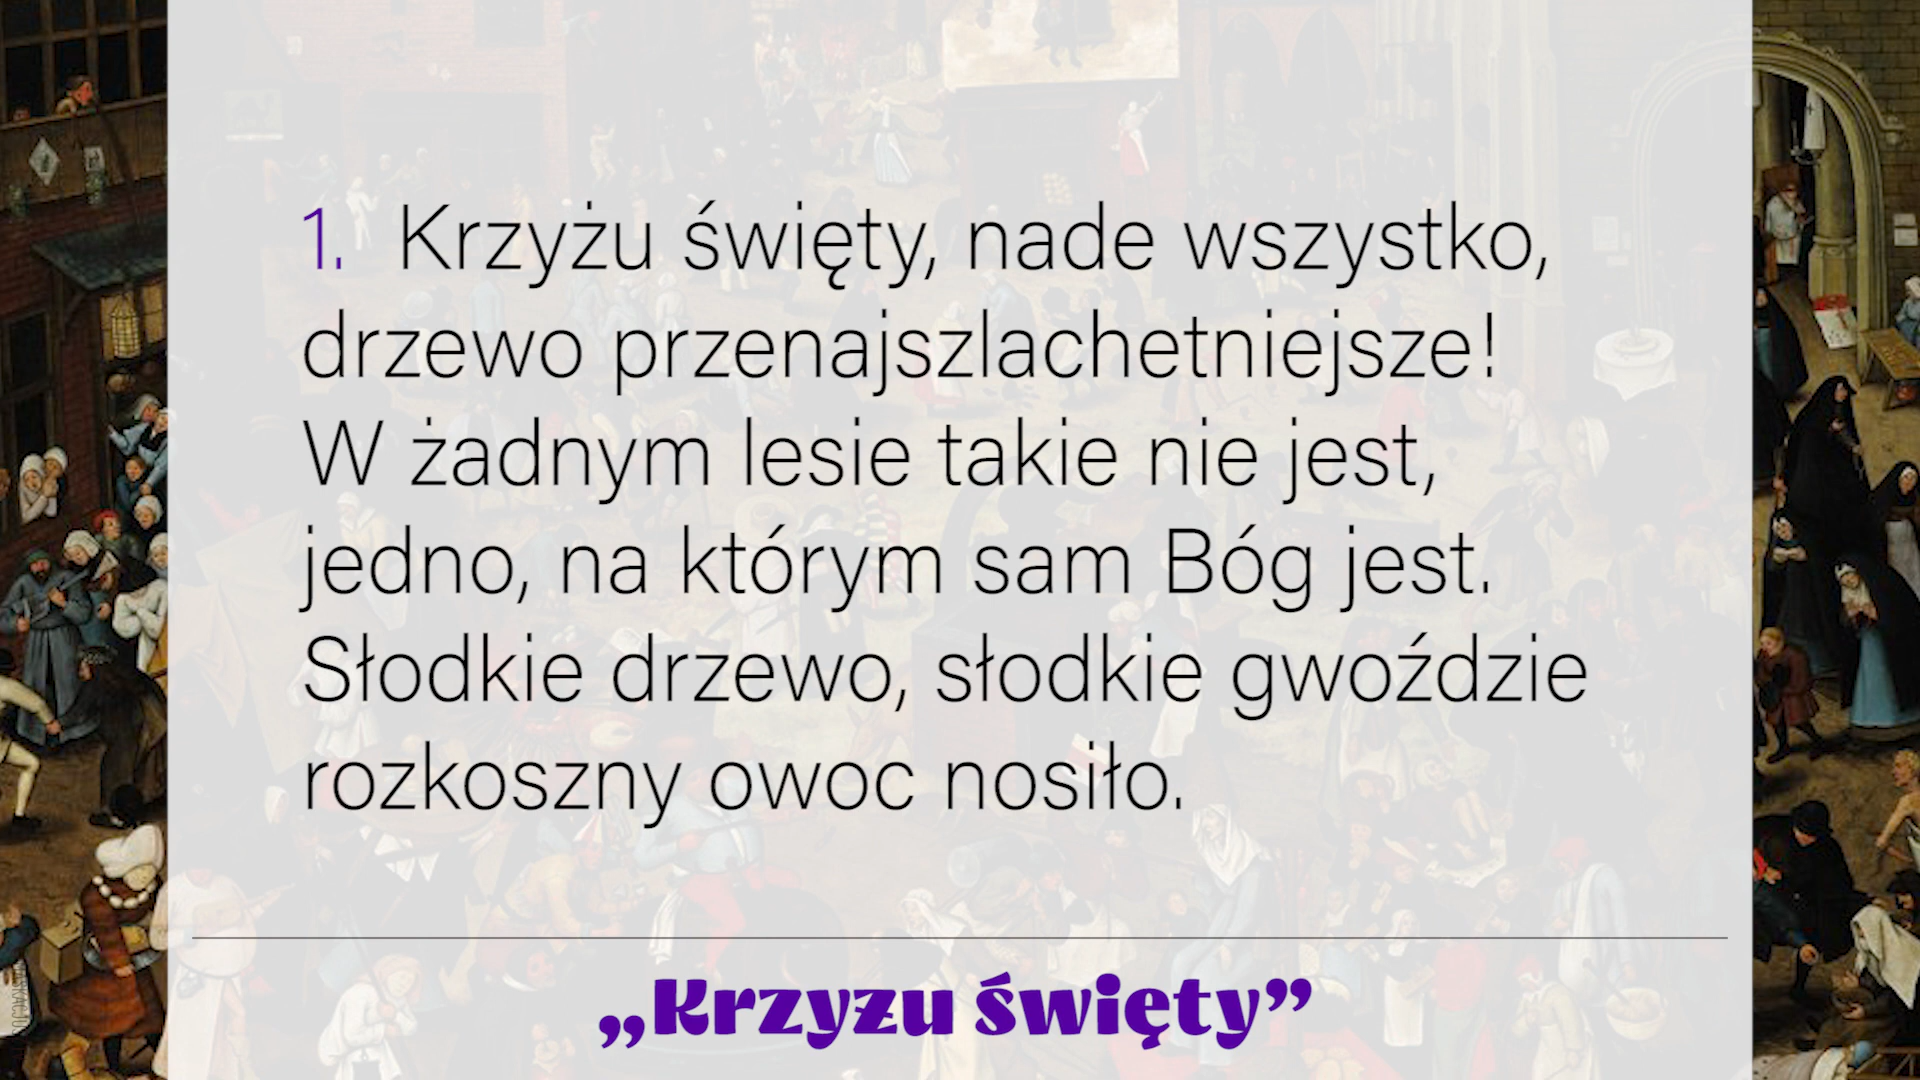 1. Krzyżu święty, nade wszystko,
drzewo przenajszlachetniejsze!
W żadnym lesie takie nie jest,
jedno, na którym sam Bóg jest.
Słodkie drzewo, słodkie gwoździe
rozkoszny owoc nosiło.
„Krzyżu święty”